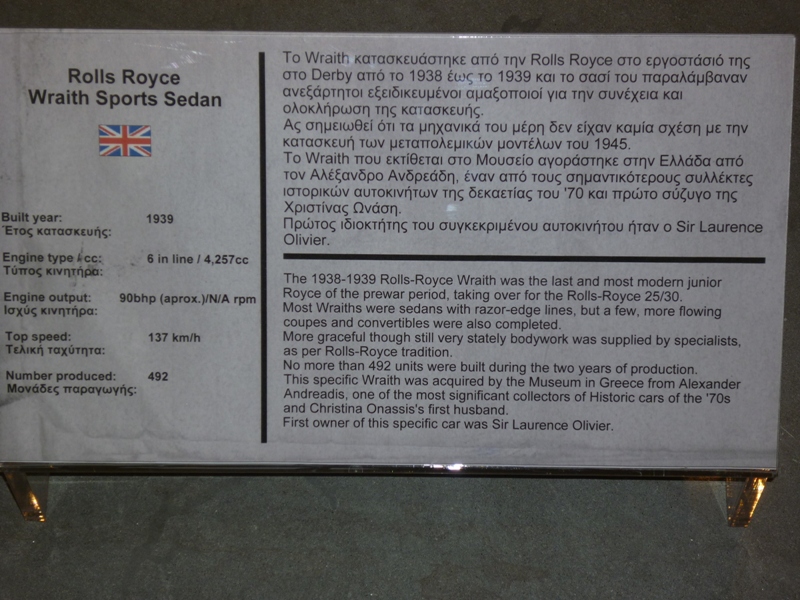 Rolls Royce
Wraith Sports Sedan
Built year: 1939
Έτος κατασκευής:
Engine type / cc: 6 in line / 4,257cc
Τύπος κινητήρα:
Engine output: 90bhp (aprox.)/N/A rpm
Ισχύς κινητήρα:
Top speed: 137 km/h
Τελική ταχύτητα:
Number produced: 492
Μονάδες παραγωγής:
Το Wraith κατασκευάστηκε από την Rolls Royce στο εργοστάσιό της
στο Derby από το 1938 έως το 1939 και το σασί του παραλάμβαναν
ανεξάρτητοι εξειδικευμένοι αμαξοποιοί για την συνέχεια και
ολοκλήρωση της κατασκευής.
Ας σημειωθεί ότι τα μηχανικά του μέρη δεν είχαν καμία σχέση με την
κατασκευή των μεταπολεμικών μοντέλων του 1945.
Το Wraith που εκτίθεται στο Μουσείο αγοράστηκε στην Ελλάδα από
τον Αλέξανδρο Ανδρεάδη, έναν από τους σημαντικότερους συλλέκτες
ιστορικών αυτοκινήτων της δεκαετίας του '70 και πρώτο σύζυγο της
Χριστίνας Ωνάση.
Πρώτος ιδιοκτήτης του συγκεκριμένου αυτοκινήτου ήταν ο Sir Laurence
Olivier.
The 1938-1939 Rolls-Royce Wraith was the last and most modern junior
Royce of the prewar period, taking over for the Rolls-Royce 25/30.
Most Wraiths were sedans with razor-edge lines, but a few, more flowing
coupes and convertibles were also completed.
More graceful though still very stately bodywork was supplied by specialists,
as per Rolls-Royce tradition.
No more than 492 units were built during the two years of production.
This specific Wraith was acquired by the Museum in Greece from Alexander
Andreadis, one of the most significant collectors of Historic cars of the '70s
and Christina Onassis's first husband.
First owner of this specific car was Sir Laurence Olivier.